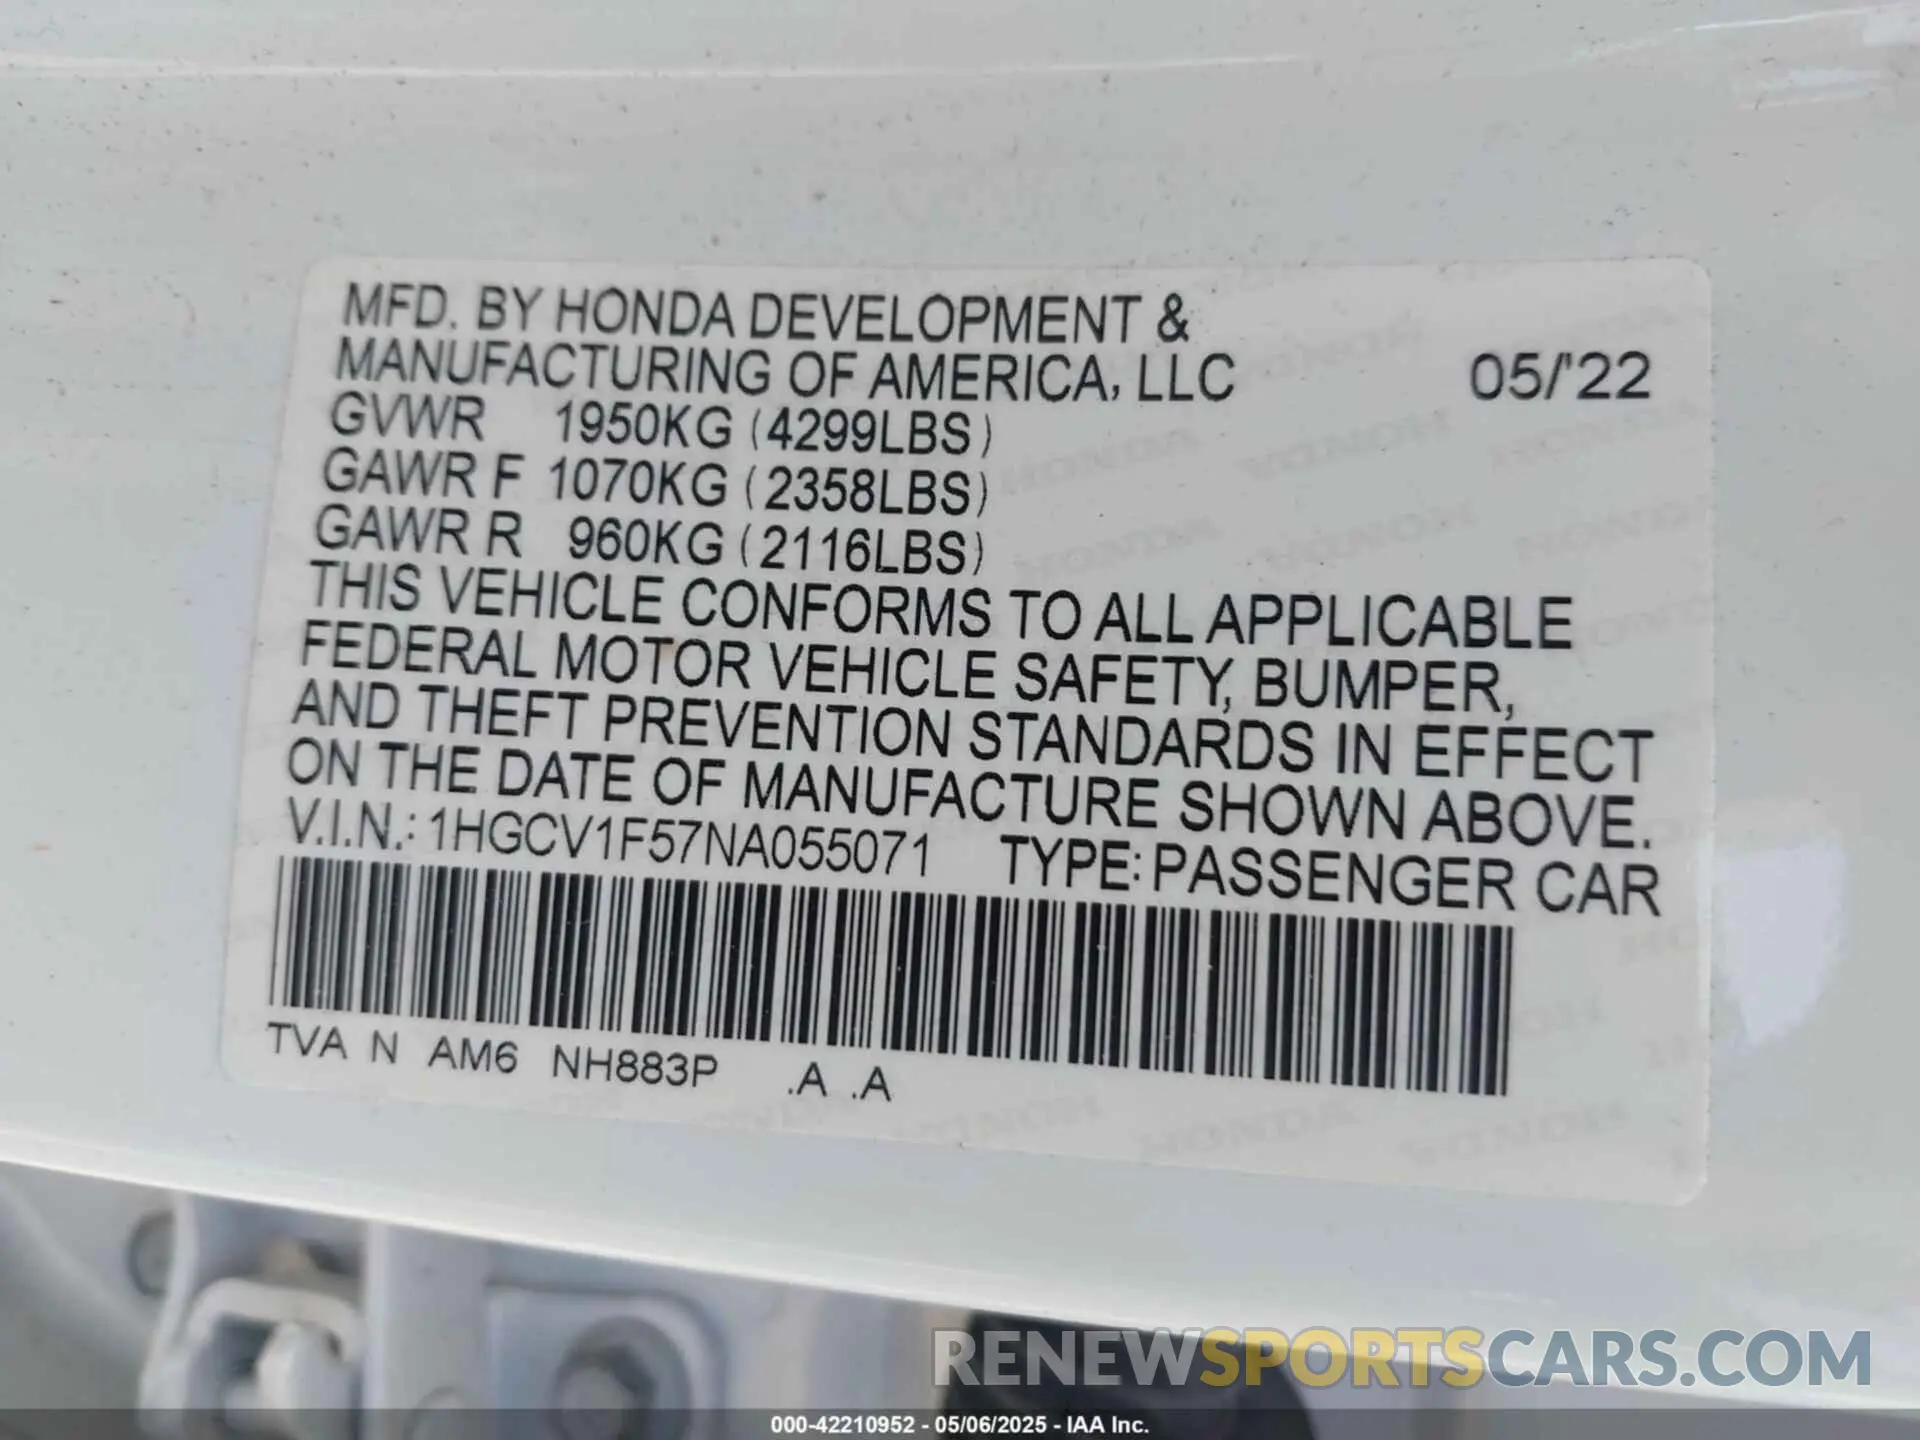 MFD. BY HONDA DEVELOPMENT &
MANUFACTURING OF AMERICA, LLC 05/'22
GVWR 1950KG (4299LBS)
GAWR F 1070KG (2358LBS)
GAWR R 960KG (2116LBS)
THIS VEHICLE CONFORMS TO ALL APPLICABLE
FEDERAL MOTOR VEHICLE SAFETY, BUMPER,
AND THEFT PREVENTION STANDARDS IN EFFECT
ON THE DATE OF MANUFACTURE SHOWN ABOVE.
V.I.N.: 1HGCV1F57NA055071 TYPE: PASSENGER CAR
TVA N AM6 NH883P .A .A
RENEWSPORTSCARS.COM
000-42210952 - 05/06/2025 - IAA Inc.